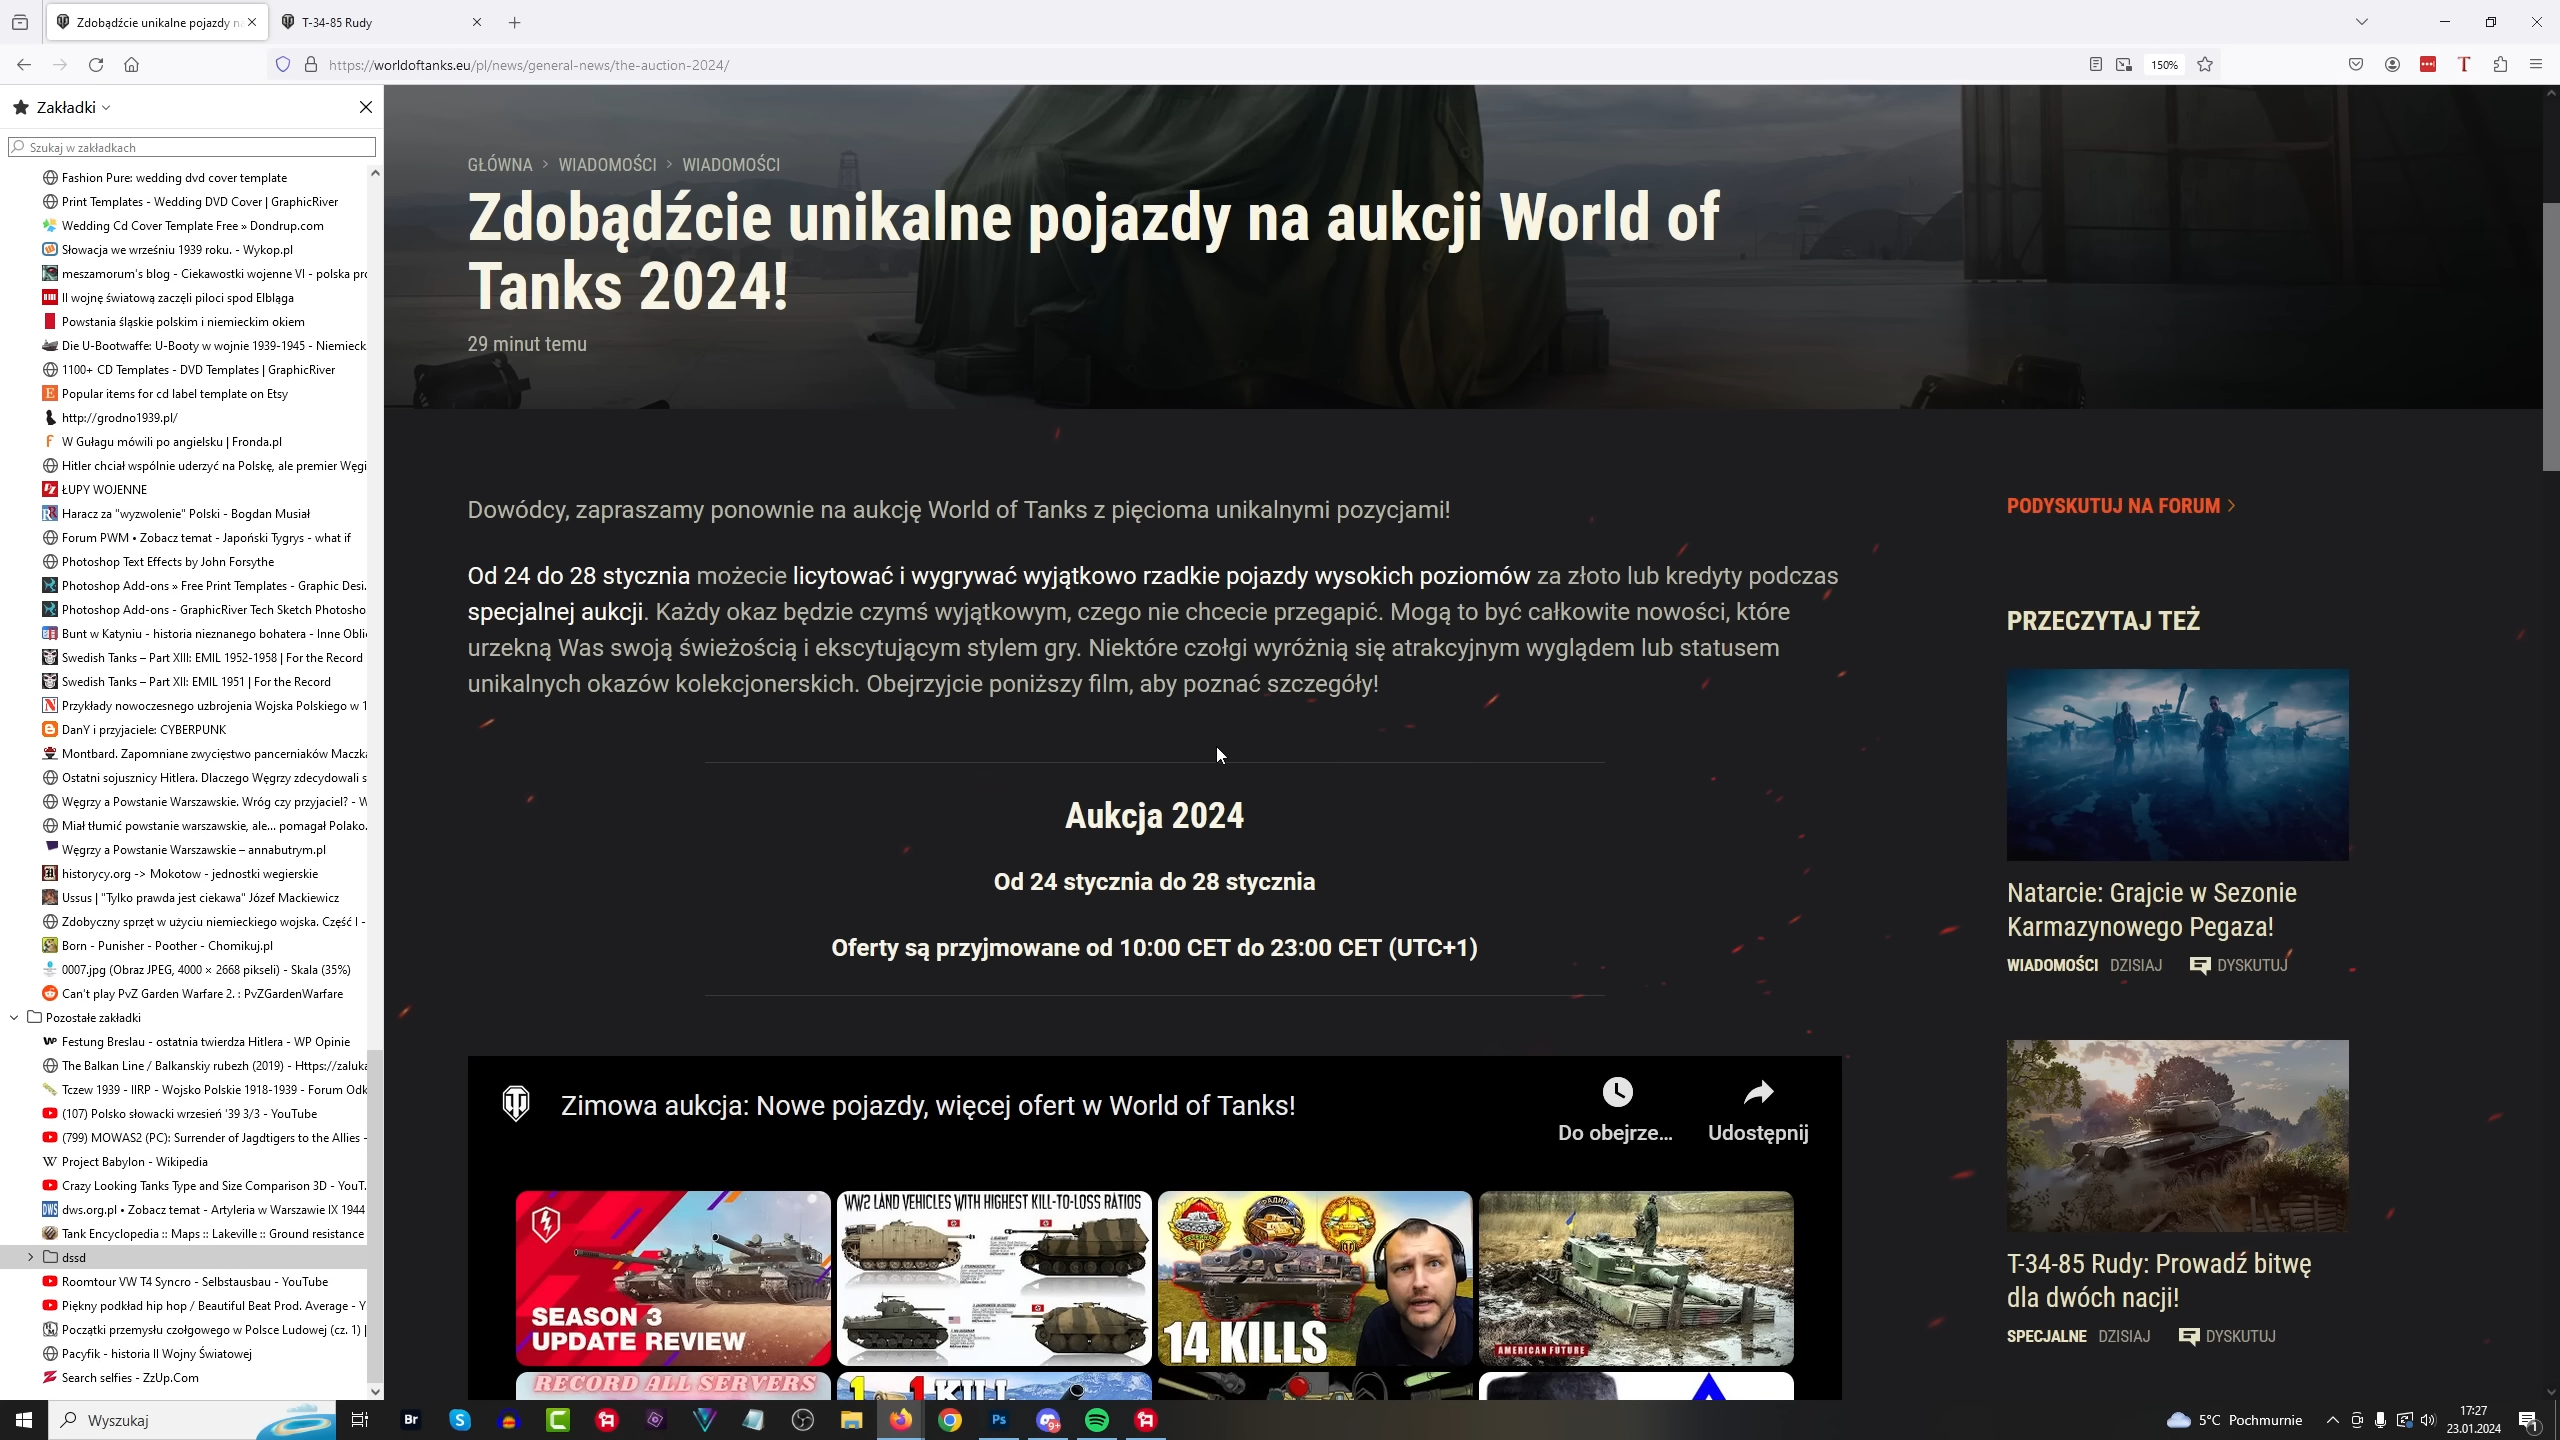 Zdobądźcie unikalne pojazdy n
T-34-85 Rudy
https://worldoftanks.eu/pl/news/general-news/the-auction-2024/
150%
Zakładki
Szukaj w zakładkach
Fashion Pure: wedding dvd cover template
Print Templates - Wedding DVD Cover | GraphicRiver
Wedding Cd Cover Template Free » Dondrup.com
Słowacja we wrześniu 1939 roku. - Wykop.pl
meszamorum's blog - Ciekawostki wojenne VI - polska pro
II wojnę światową zaczęli piloci spod Elbląga
Powstania śląskie polskim i niemieckim okiem
Die U-Bootwaffe: U-Booty w wojnie 1939-1945 - Niemieck
1100+ CD Templates - DVD Templates | GraphicRiver
Popular items for cd label template on Etsy
http://grodno1939.pl/
W Gułagu mówili po angielsku | Fronda.pl
Hitler chciał wspólnie uderzyć na Polskę, ale premier Węgi
ŁUPY WOJENNE
Haracz za "wyzwolenie" Polski - Bogdan Musiał
Forum PWM • Zobacz temat - Japoński Tygrys - what if
Photoshop Text Effects by John Forsythe
Photoshop Add-ons » Free Print Templates - Graphic Desi.
Photoshop Add-ons - GraphicRiver Tech Sketch Photosho
Bunt w Katyniu - historia nieznanego bohatera - Inne Obli
Swedish Tanks – Part XIII: EMIL 1952-1958 | For the Record
Swedish Tanks – Part XII: EMIL 1951 | For the Record
Przykłady nowoczesnego uzbrojenia Wojska Polskiego w 1
DanY i przyjaciele: CYBERPUNK
Montbard. Zapomniane zwycięstwo pancerniaków Maczka
Ostatni sojusznicy Hitlera. Dlaczego Węgrzy zdecydowali s
Węgrzy a Powstanie Warszawskie. Wróg czy przyjaciel? - W
Miał tłumić powstanie warszawskie, ale... pomagał Polako.
Węgrzy a Powstanie Warszawskie – annabutrym.pl
historycy.org -> Mokotow - jednostki wegierskie
Ussus | "Tylko prawda jest ciekawa" Józef Mackiewicz
Zdobyczny sprzęt w użyciu niemieckiego wojska. Część I -
Born - Punisher - Poother - Chomikuj.pl
0007.jpg (Obraz JPEG, 4000 × 2668 pikseli) - Skala (35%)
Can't play PvZ Garden Warfare 2. : PvZGardenWarfare
Pozostałe zakładki
Festung Breslau - ostatnia twierdza Hitlera - WP Opinie
The Balkan Line / Balkanskiy rubezh (2019) - Https://zaluka
Tczew 1939 - IIRP - Wojsko Polskie 1918-1939 - Forum Odk
(107) Polsko słowacki wrzesień '39 3/3 - YouTube
(799) MOWAS2 (PC): Surrender of Jagdtigers to the Allies -
Project Babylon - Wikipedia
Crazy Looking Tanks Type and Size Comparison 3D - YouT.
dws.org.pl • Zobacz temat - Artyleria w Warszawie IX 1944
Tank Encyclopedia :: Maps :: Lakeville :: Ground resistance
dssd
Roomtour VW T4 Syncro - Selbstausbau - YouTube
Piękny podkład hip hop / Beautiful Beat Prod. Average - Y
Początki przemysłu czołgowego w Polsce Ludowej (cz. 1) |
Pacyfik - historia II Wojny Światowej
Search selfies - ZzUp.Com
GŁÓWNA > WIADOMOŚCI > WIADOMOŚCI
Zdobądźcie unikalne pojazdy na aukcji World of
Tanks 2024!
29 minut temu
Dowódcy, zapraszamy ponownie na aukcję World of Tanks z pięcioma unikalnymi pozycjami!
Od 24 do 28 stycznia możecie licytować i wygrywać wyjątkowo rzadkie pojazdy wysokich poziomów za złoto lub kredyty podczas
specjalnej aukcji. Każdy okaz będzie czymś wyjątkowym, czego nie chcecie przegapić. Mogą to być całkowite nowości, które
urzekną Was swoją świeżością i ekscytującym stylem gry. Niektóre czołgi wyróżnią się atrakcyjnym wyglądem lub statusem
unikalnych okazów kolekcjonerskich. Obejrzyjcie poniższy film, aby poznać szczegóły!
Aukcja 2024
Od 24 stycznia do 28 stycznia
Oferty są przyjmowane od 10:00 CET do 23:00 CET (UTC+1)
Zimowa aukcja: Nowe pojazdy, więcej ofert w World of Tanks!
Do obejrze...
Udostępnij
SEASON 3
UPDATE REVIEW
WW2 LAND VEHICLES WITH HIGHEST KILL-TO-LOSS RATIOS
14 KILLS
AMERICAN FUTURE
RECORD ALL SERVERS
1 1 KILL
PODYSKUTUJ NA FORUM >
PRZECZYTAJ TEŻ
Natarcie: Grajcie w Sezonie
Karmazynowego Pegaza!
WIADOMOŚCI DZISIAJ DYSKUTUJ
T-34-85 Rudy: Prowadź bitwę
dla dwóch nacji!
SPECJALNE DZISIAJ DYSKUTUJ
Wyszukaj
Br
Ps
9+
5°C Pochmurnie
17:27
23.01.2024
1